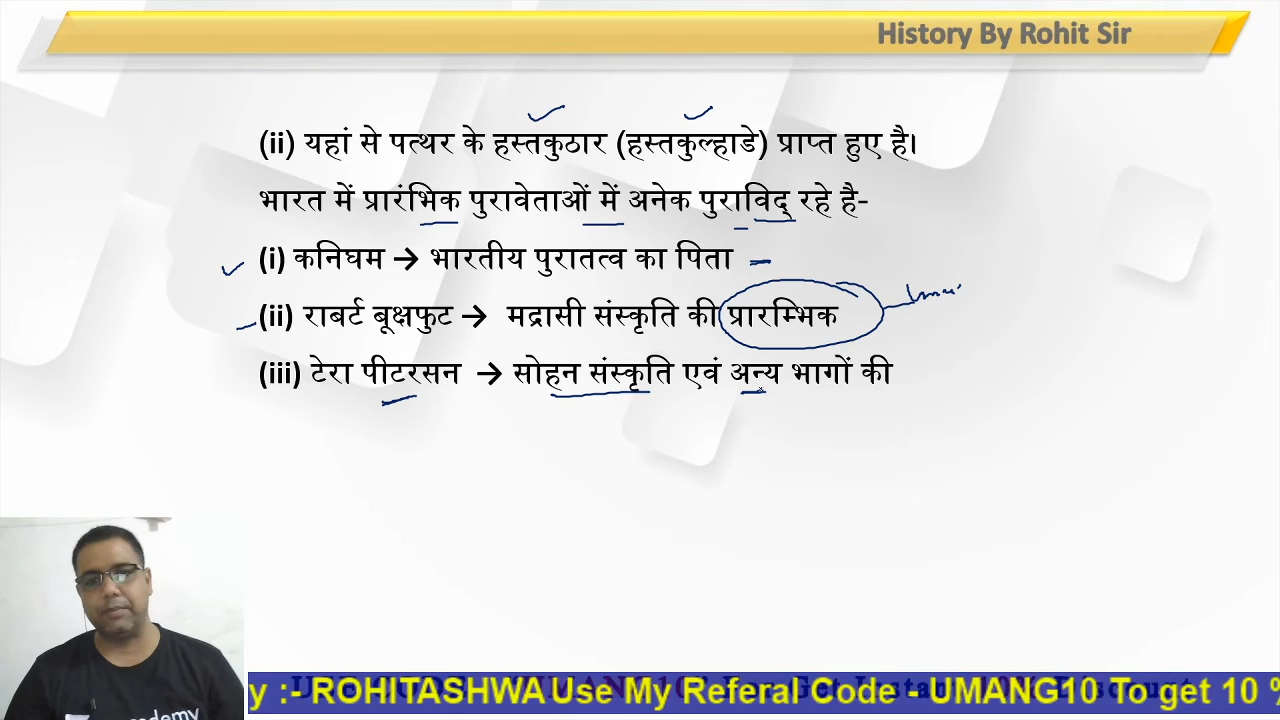 History By Rohit Sir
(ii) यहां से पत्थर के हस्तकुठार (हस्तकुल्हाडे) प्राप्त हुए है।
भारत में प्रारंभिक पुरावेताओं में अनेक पुराविद् रहे है-
(i) कनिघम → भारतीय पुरातत्व का पिता
(ii) राबर्ट बूक्षफुट → मद्रासी संस्कृति की प्रारम्भिक
(iii) टेरा पीटरसन → सोहन संस्कृति एवं अन्य भागों की
y :- ROHITASHWA Use My Referal Code - UMANG10 To get 10 %